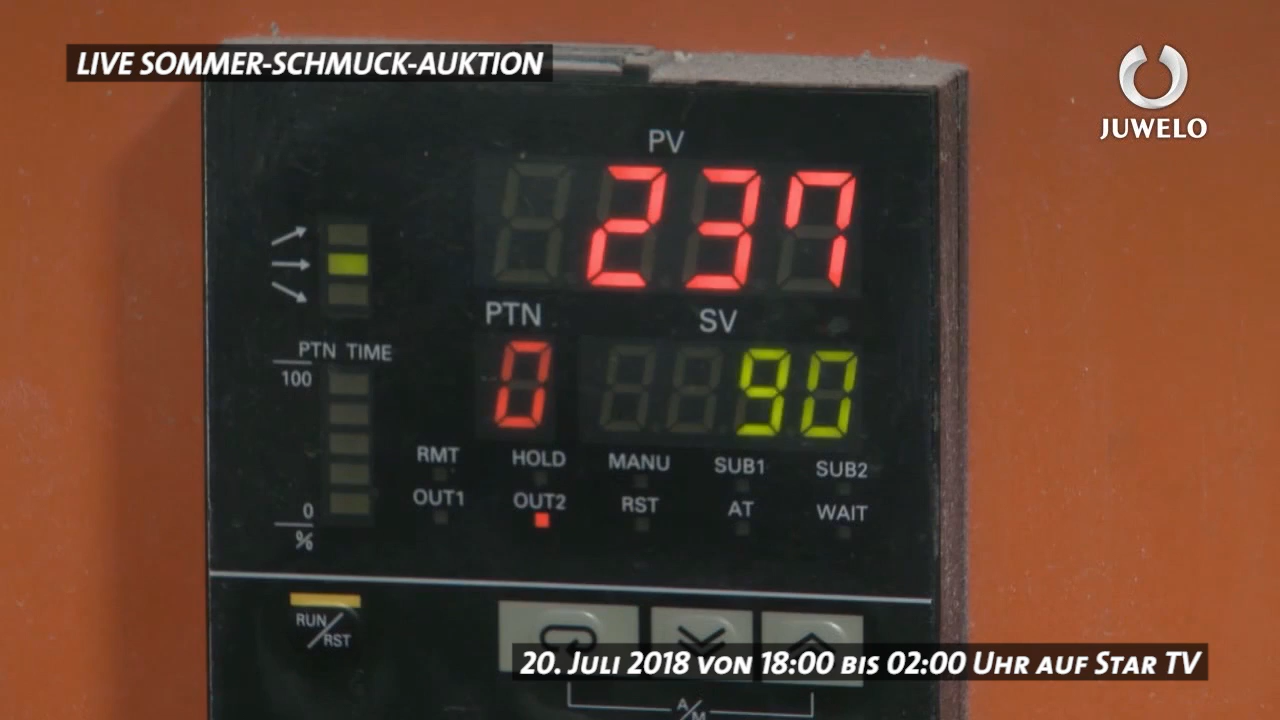 LIVE SOMMER-SCHMUCK-AUKTION
JUWELO
PV
237
PTN SV
0 90
PTN TIME
100
0
%
RMT HOLD MANU SUB1 SUB2
OUT1 OUT2 RST AT WAIT
RUN/RST
20. JULI 2018 VON 18:00 BIS 02:00 UHR AUF STAR TV
A/M